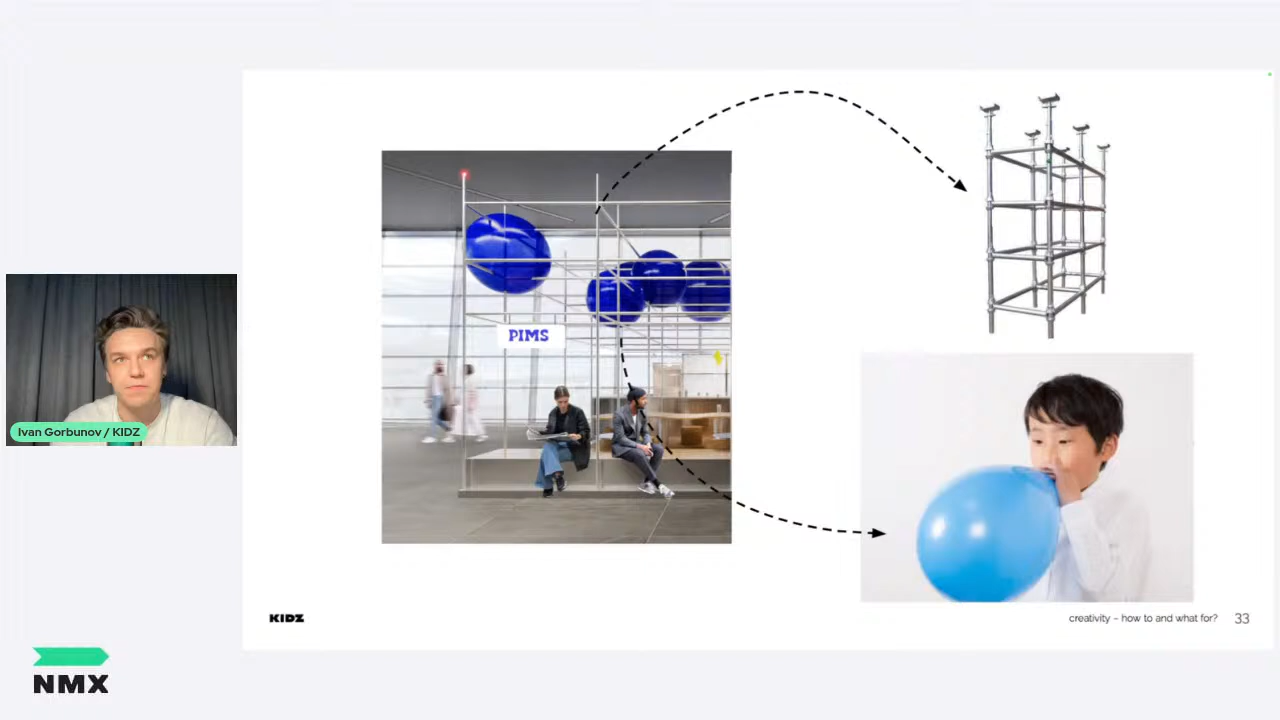 PIMS
Ivan Gorbunov / KIDZ
KIDZ
creativity – how to and what for?
33
NMX